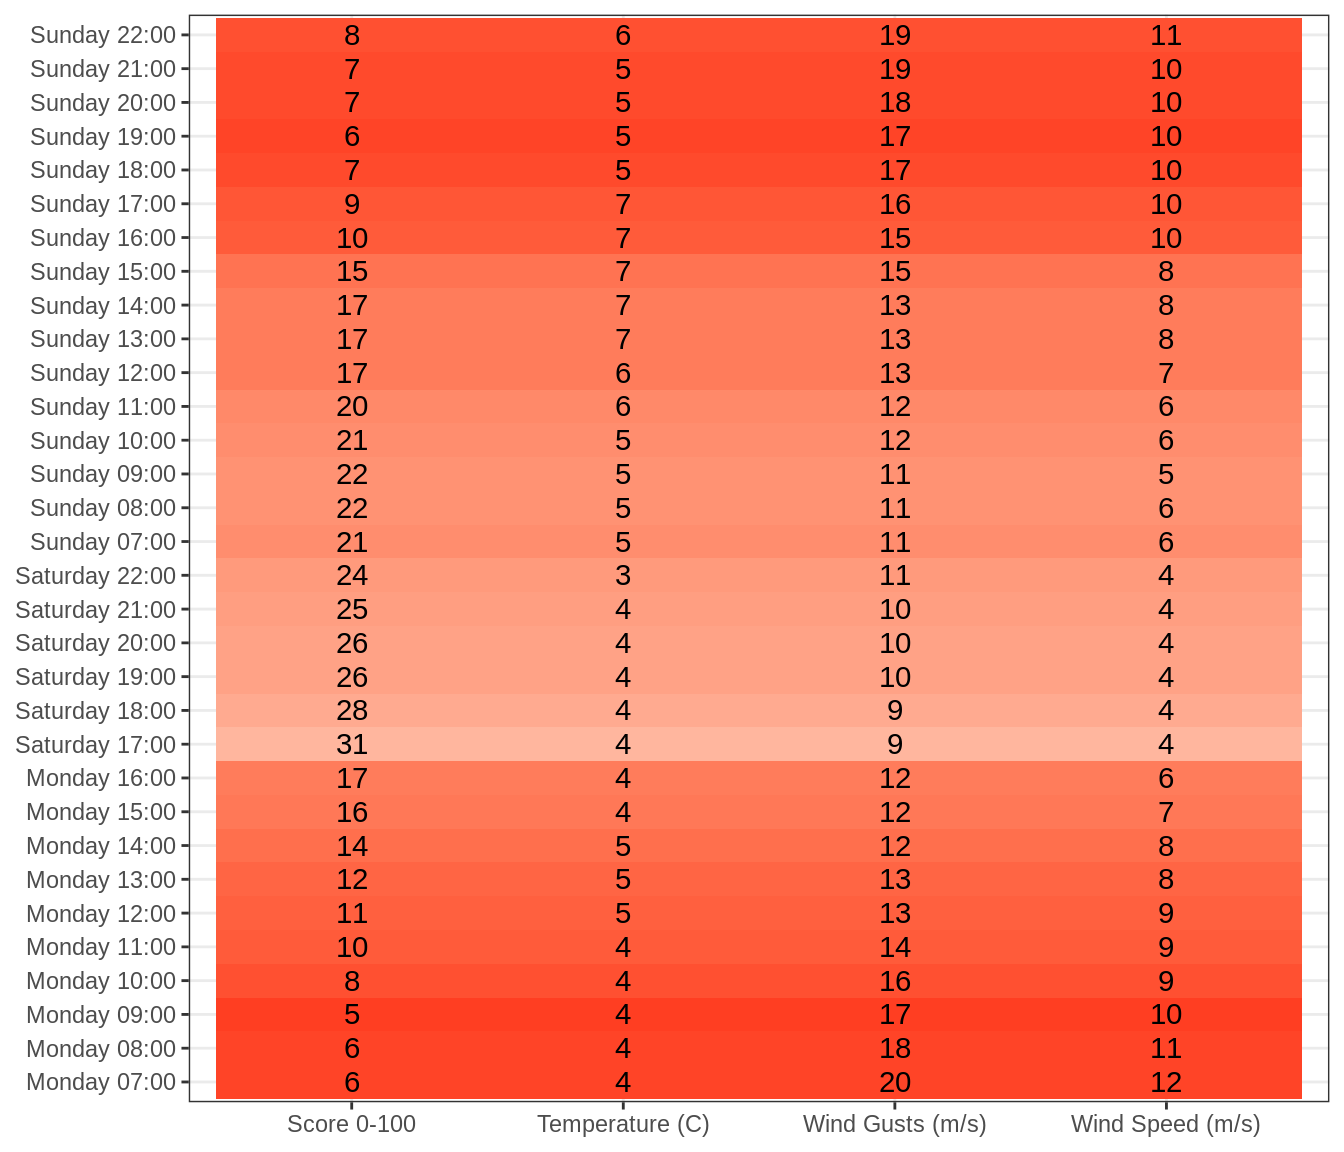 Sunday 22:00 8 6 19 11
Sunday 21:00 7 5 19 10
Sunday 20:00 7 5 18 10
Sunday 19:00 6 5 17 10
Sunday 18:00 7 5 17 10
Sunday 17:00 9 7 16 10
Sunday 16:00 10 7 15 10
Sunday 15:00 15 7 15 8
Sunday 14:00 17 7 13 8
Sunday 13:00 17 7 13 8
Sunday 12:00 17 6 13 7
Sunday 11:00 20 6 12 6
Sunday 10:00 21 5 12 6
Sunday 09:00 22 5 11 5
Sunday 08:00 22 5 11 6
Sunday 07:00 21 5 11 6
Saturday 22:00 24 3 11 4
Saturday 21:00 25 4 10 4
Saturday 20:00 26 4 10 4
Saturday 19:00 26 4 10 4
Saturday 18:00 28 4 9 4
Saturday 17:00 31 4 9 4
Monday 16:00 17 4 12 6
Monday 15:00 16 4 12 7
Monday 14:00 14 5 12 8
Monday 13:00 12 5 13 8
Monday 12:00 11 5 13 9
Monday 11:00 10 4 14 9
Monday 10:00 8 4 16 9
Monday 09:00 5 4 17 10
Monday 08:00 6 4 18 11
Monday 07:00 6 4 20 12
Score 0-100 Temperature (C) Wind Gusts (m/s) Wind Speed (m/s)